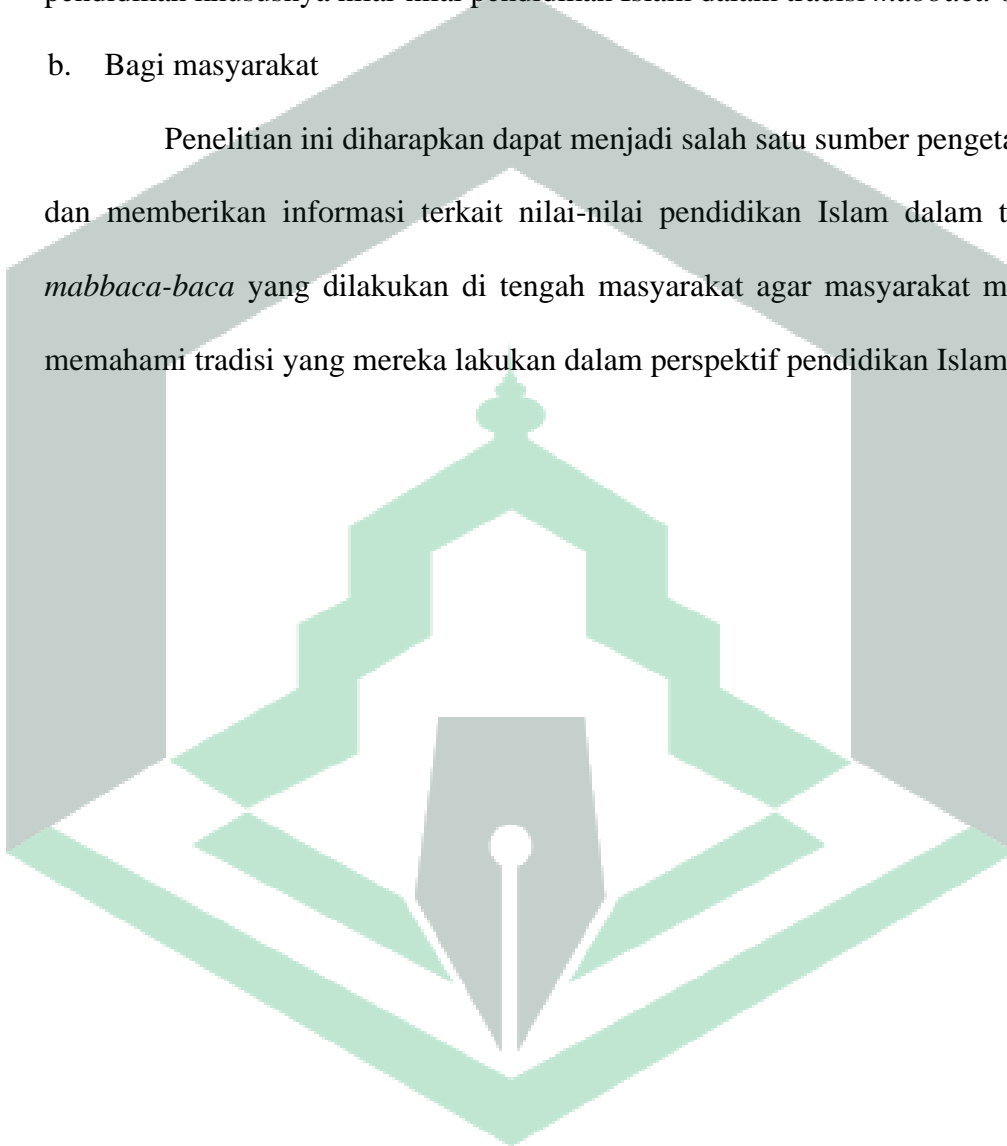 b. Bagi masyarakat
Penelitian ini diharapkan dapat menjadi salah satu sumber
dan memberikan informasi terkait nilai-nilai pendidikan Islam dalam
mabbaca-baca yang dilakukan di tengah masyarakat agar masyarakat
memahami tradisi yang mereka lakukan dalam perspektif pendidikan Islam